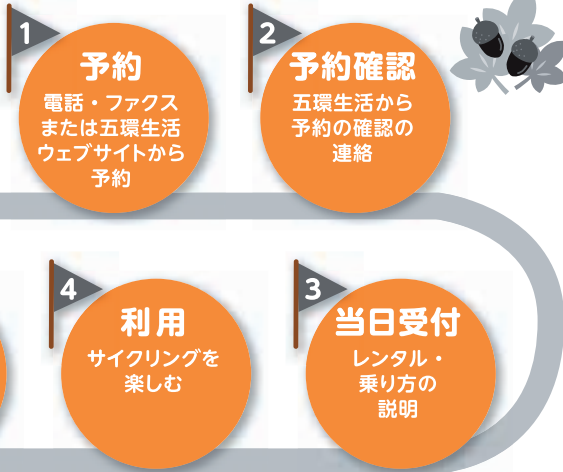 1
予約
電話・ファクス
または五環生活
ウェブサイトから
予約
2
予約確認
五環生活から
予約の確認の
連絡
3
当日受付
レンタル・
乗り方の
説明
4
利用
サイクリングを
楽しむ